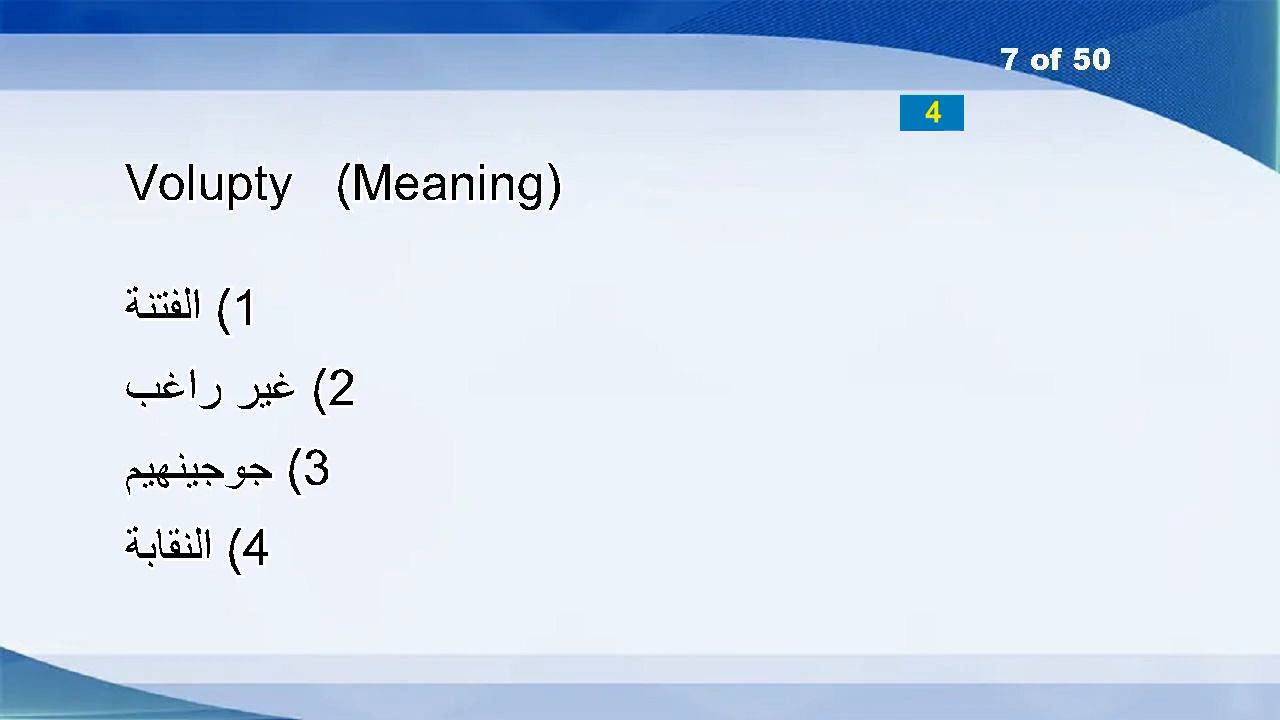 7 of 50
4
Volupty (Meaning)
1) الفتنة
2) غير راغب
3) جوجينهيم
4) النقابة